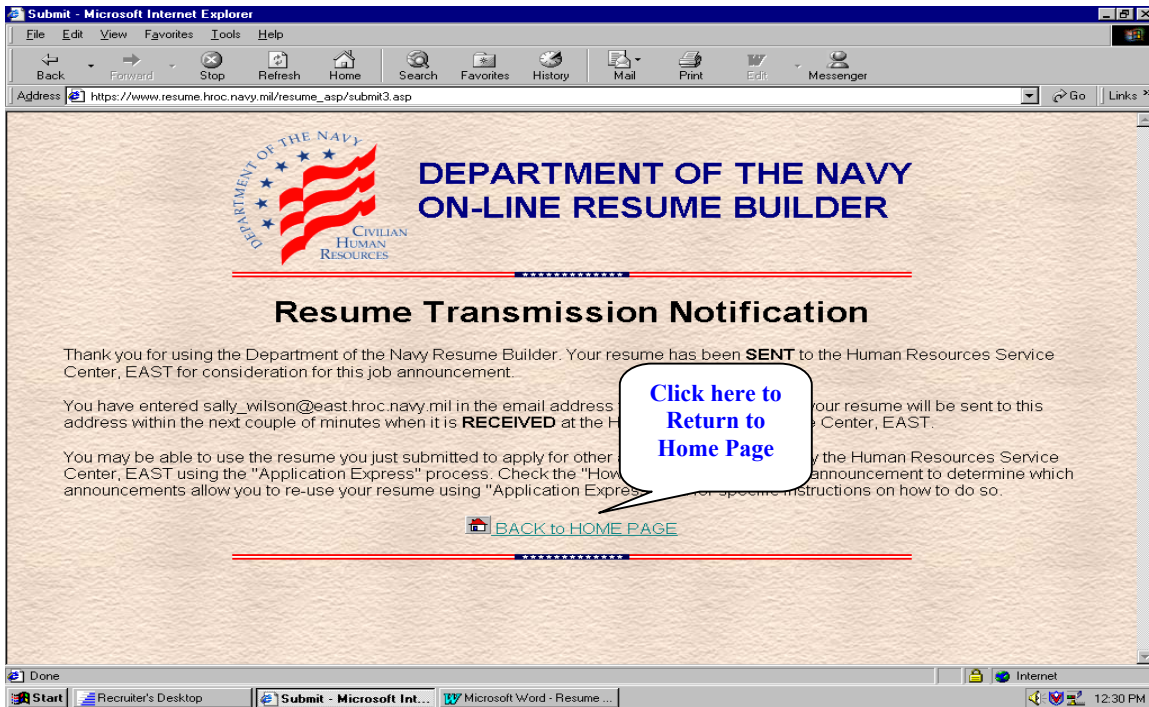 Submit - Microsoft Internet Explorer
File Edit View Favorites Tools Help
Back Forward Stop Refresh Home Search Favorites History Mail Print Edit Messenger
Address https://www.resume.hroc.navy.mil/resume_asp/submit3.asp Go Links »
DEPARTMENT OF THE NAVY
CIVILIAN
HUMAN
RESOURCES
DEPARTMENT OF THE NAVY
ON-LINE RESUME BUILDER
Resume Transmission Notification
Thank you for using the Department of the Navy Resume Builder. Your resume has been SENT to the Human Resources Service
Center, EAST for consideration for this job announcement.
You have entered sally_wilson@east.hroc.navy.mil in the email address your resume will be sent to this
address within the next couple of minutes when it is RECEIVED at the H Center, EAST.
You may be able to use the resume you just submitted to apply for other by the Human Resources Service
Center, EAST using the "Application Express" process. Check the "How announcement to determine which
announcements allow you to re-use your resume using "Application Express for specific instructions on how to do so.
Click here to
Return to
Home Page
BACK to HOME PAGE
Done Internet
Start Recruiter's Desktop Submit - Microsoft Int... Microsoft Word - Resume ... 12:30 PM